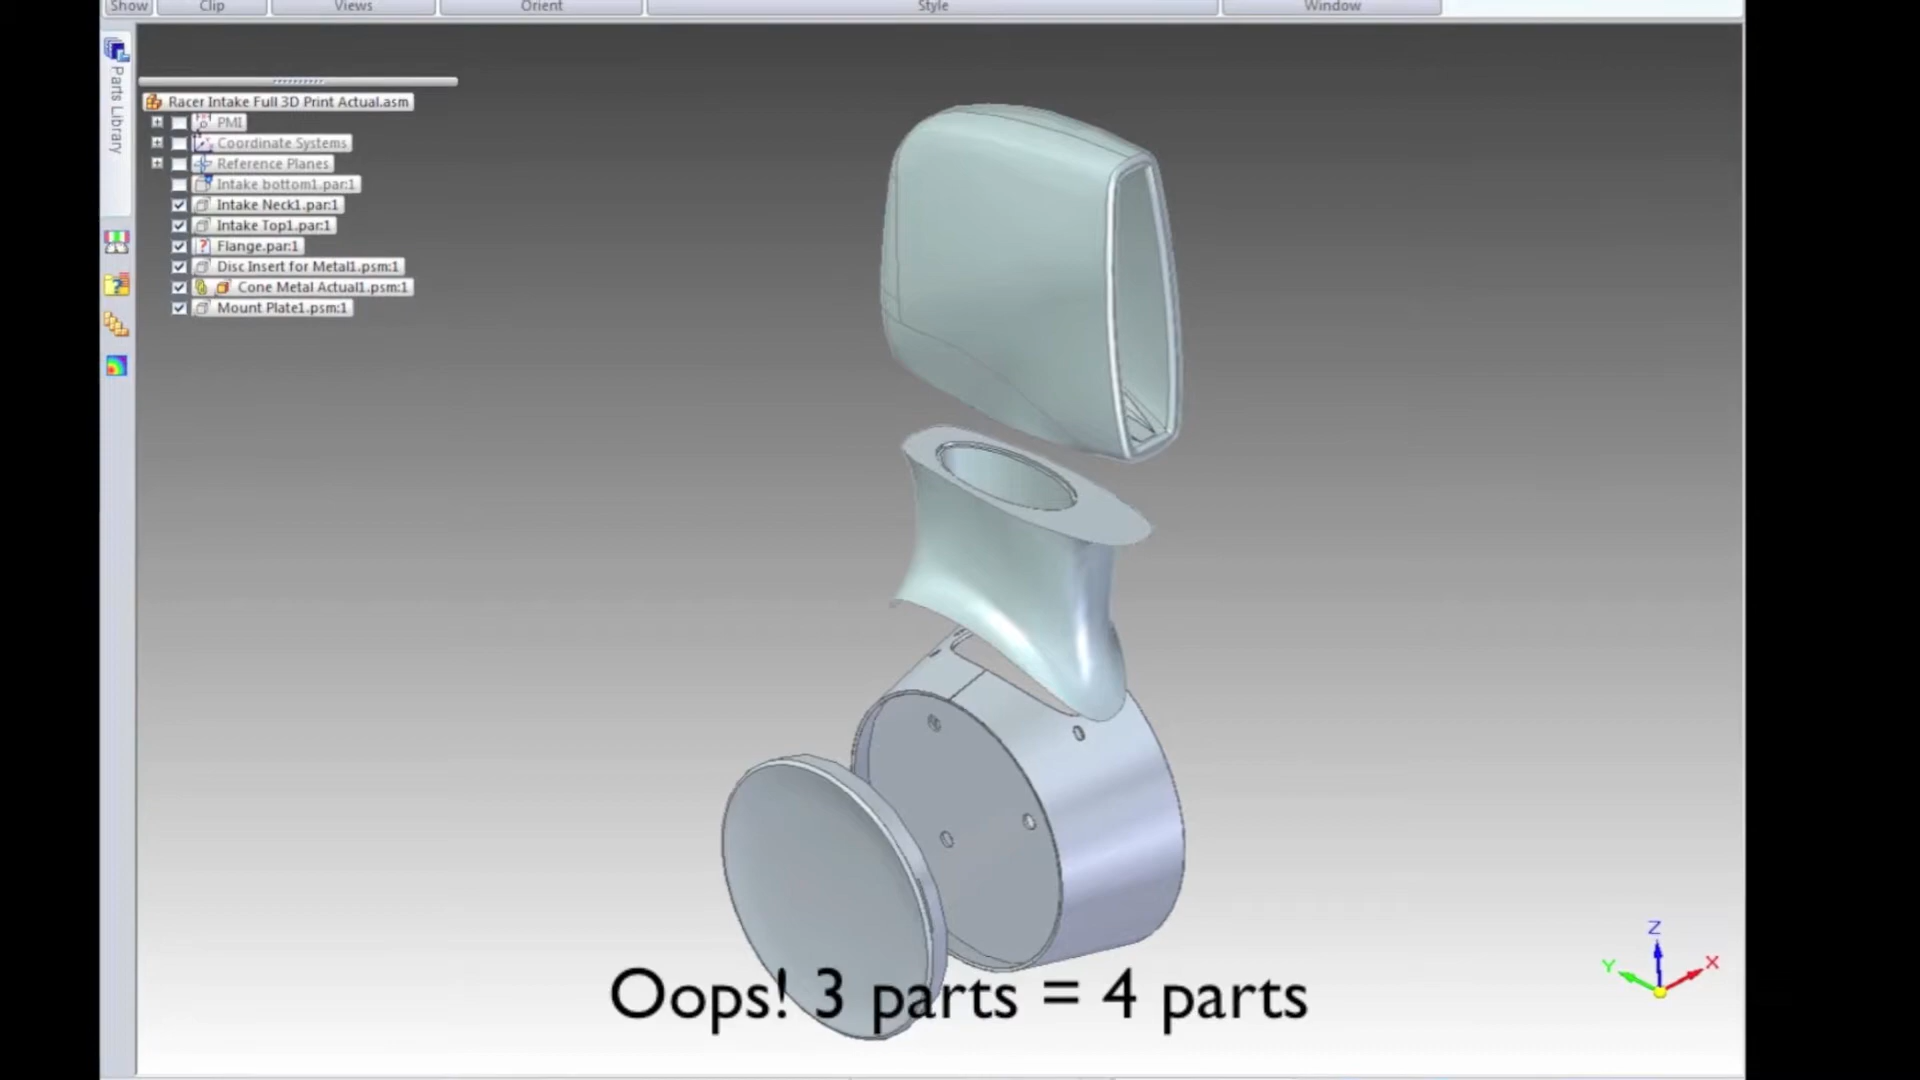 Show Clip Views Orient Style Window
Parts Library
Racer Intake Full 3D Print Actual.asm
PMI
Coordinate Systems
Reference Planes
Intake bottom1.par:1
Intake Neck1.par:1
Intake Top1.par:1
Flange.par:1
Disc Insert for Metal1.psm:1
Cone Metal Actual1.psm:1
Mount Plate1.psm:1
Z
Y X
Oops! 3 parts = 4 parts